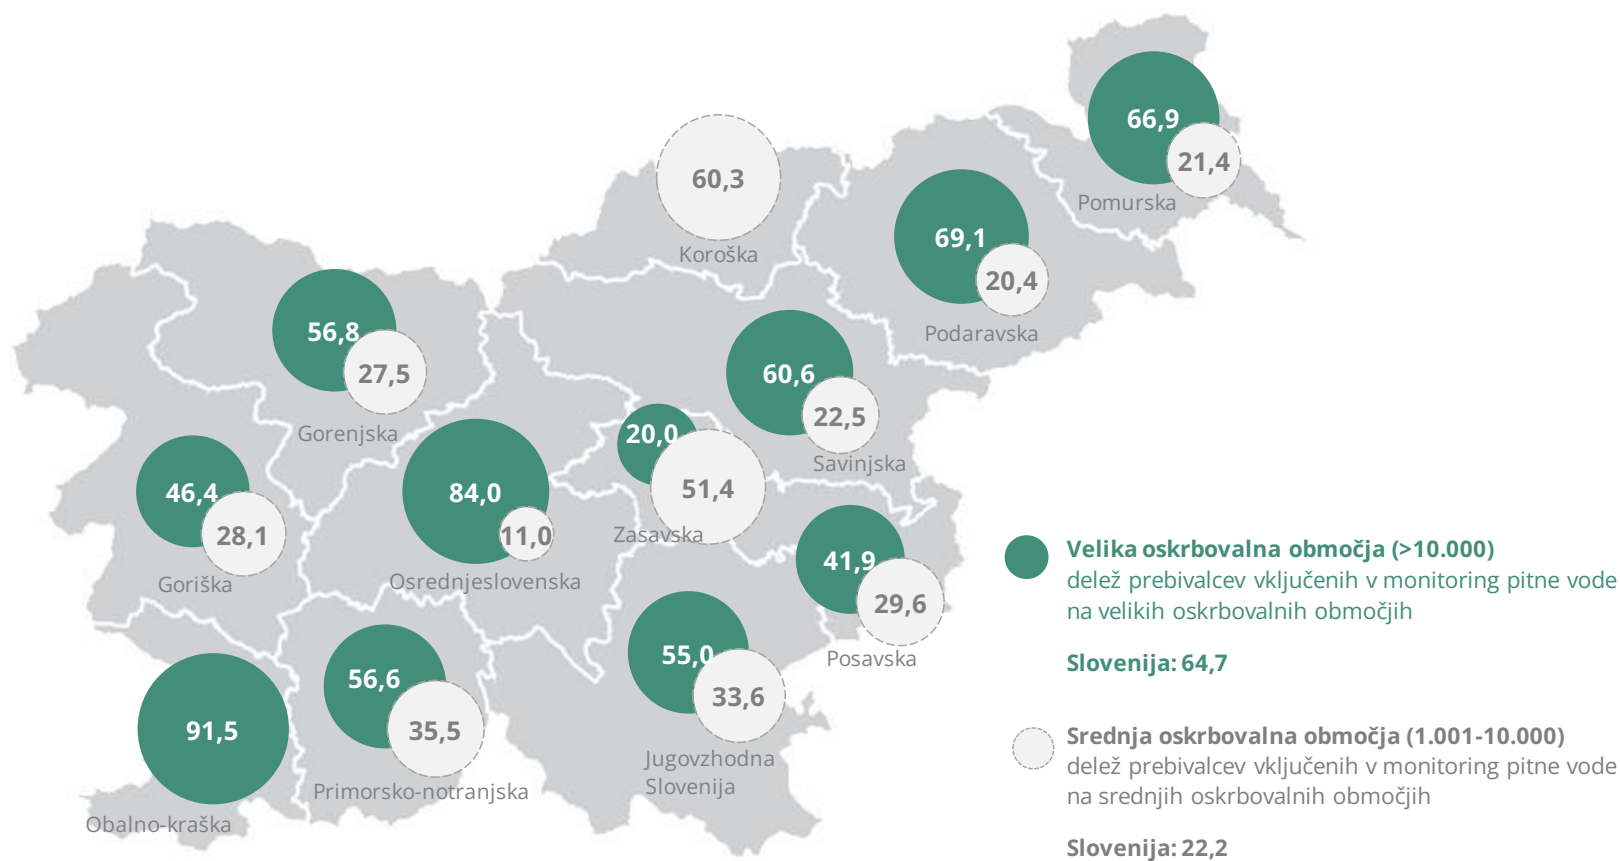 66,9
21,4
Pomurska
60,3
Koroška
69,1
20,4
Podaravska
56,8
27,5
Gorenjska
60,6
22,5
Savinjska
20,0
51,4
Zasavska
46,4
28,1
Goriška
84,0
11,0
Osrednjeslovenska
41,9
29,6
Posavska
55,0
33,6
Jugovzhodna
Slovenija
56,6
35,5
Primorsko-notranjska
91,5
Obalno-kraška
Velika oskrbovalna območja (>10.000)
delež prebivalcev vključenih v monitoring pitne vode
na velikih oskrbovalnih območjih
Slovenija: 64,7
Srednja oskrbovalna območja (1.001-10.000)
delež prebivalcev vključenih v monitoring pitne vode
na srednjih oskrbovalnih območjih
Slovenija: 22,2